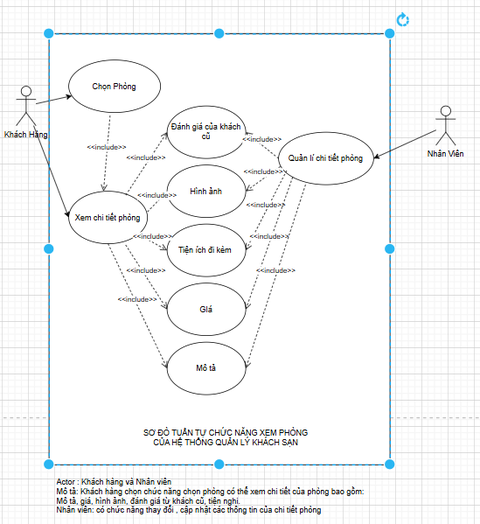 Chọn Phòng
Khách Hàng
Đánh giá của khách
cũ
<<include>>
<<include>>
<<include>>
Quản lí chi tiết phòng
Nhân Viên
Hình ảnh
<<include>>
<<include>>
<<include>>
Xem chi tiết phòng
<<include>>
<<include>>
Tiện ích đi kèm
<<include>>
<<include>>
<<include>>
Giá
Mô tả
SƠ ĐỒ TUẦN TỰ CHỨC NĂNG XEM PHÒNG
CỦA HỆ THỐNG QUẢN LÝ KHÁCH SẠN
Actor : Khách hàng và Nhân viên
Mô tả: Khách hàng chọn chức năng chọn phòng có thể xem chi tiết của phòng bao gồm:
Mô tả, giá, hình ảnh, đánh giá từ khách cũ, tiện nghi.
Nhân viên: có chức năng thay đổi , cập nhật các thông tin của chi tiết phòng